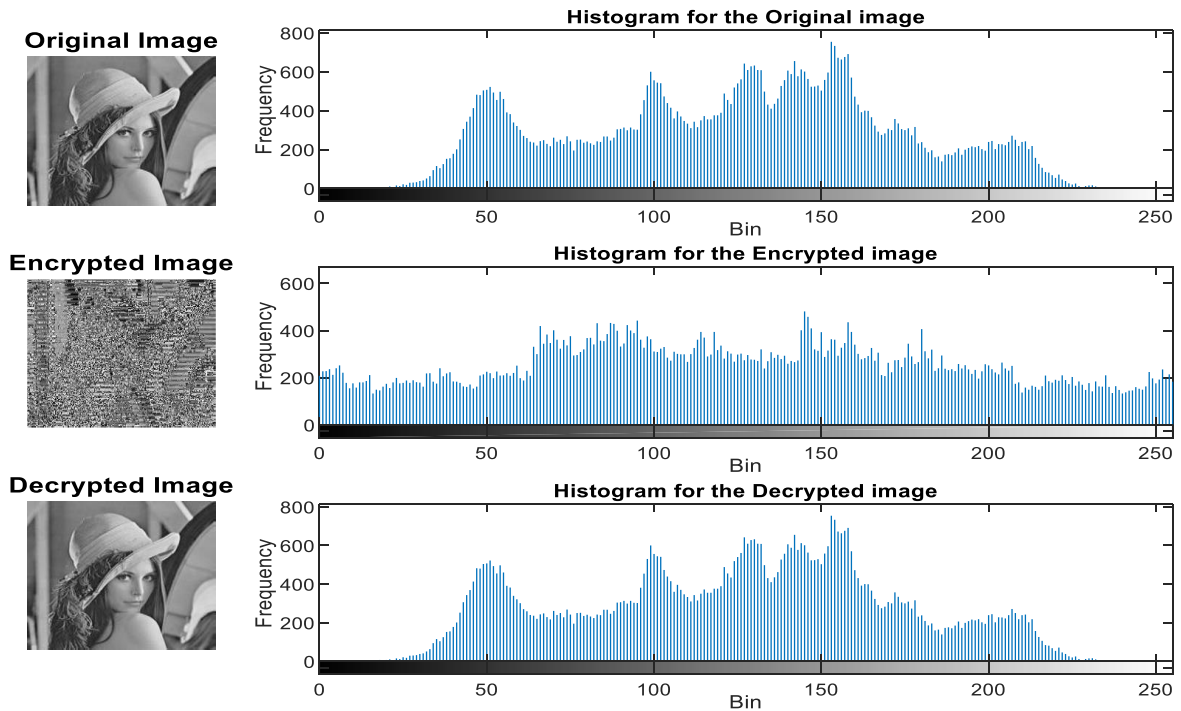 Original Image
Histogram for the Original image
Frequency
800
600
400
200
0
0 50 100 150 200 250
Bin
Encrypted Image
Histogram for the Encrypted image
Frequency
600
400
200
0
0 50 100 150 200 250
Bin
Decrypted Image
Histogram for the Decrypted image
Frequency
800
600
400
200
0
0 50 100 150 200 250
Bin